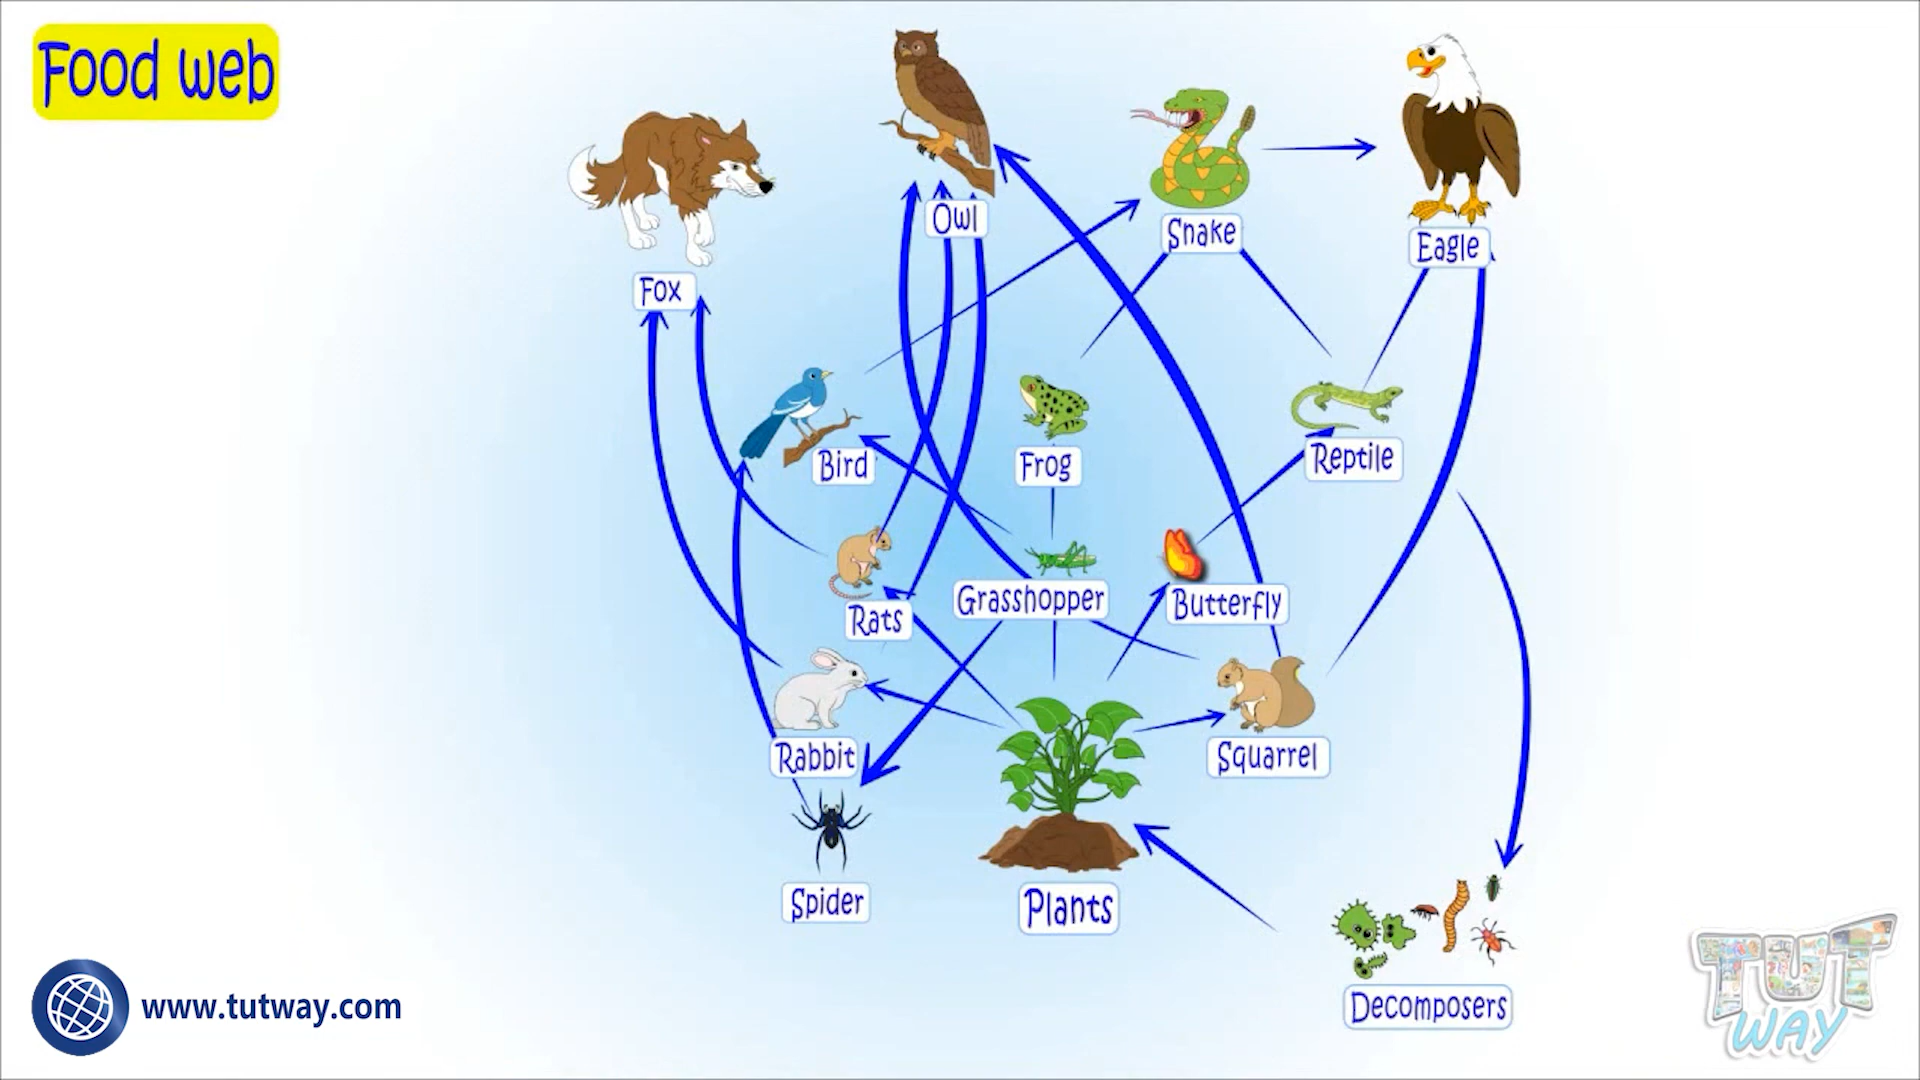 Food web
Owl
Snake
Eagle
Fox
Bird
Frog
Reptile
Rats
Grasshopper
Butterfly
Rabbit
Squarrel
Spider
Plants
Decomposers
www.tutway.com
TUT
WAY